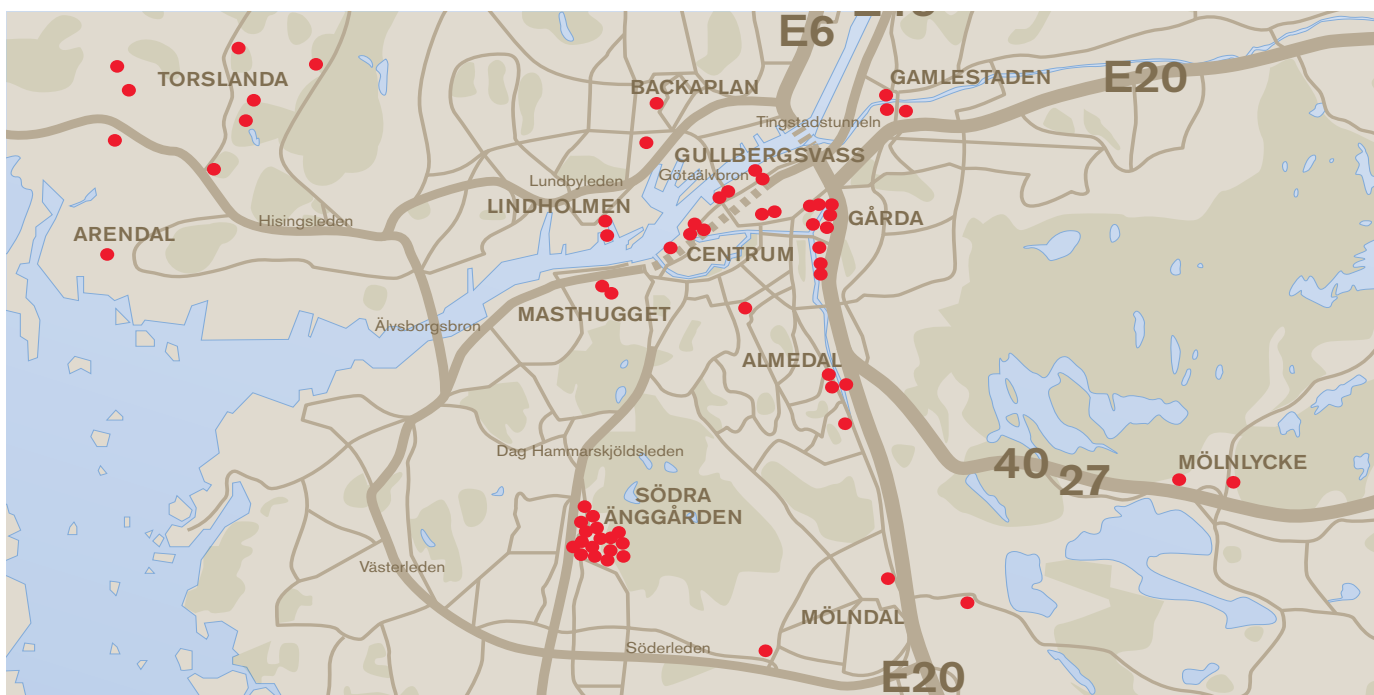 E6
TORSLANDA
BACKAPLAN
GAMLESTADEN
E20
Tingstadstunneln
GULLBERGSVASS
Götaälvbron
Lundbyleden
LINDHOLMEN
Hisingsleden
GÅRDA
ARENDAL
CENTRUM
MASTHUGGET
Älvsborgsbron
ALMEDAL
Dag Hammarskjöldsleden
40
27
MÖLNLYCKE
SÖDRA
ÄNGGÅRDEN
Västerleden
MÖLNDAL
Söderleden
E20